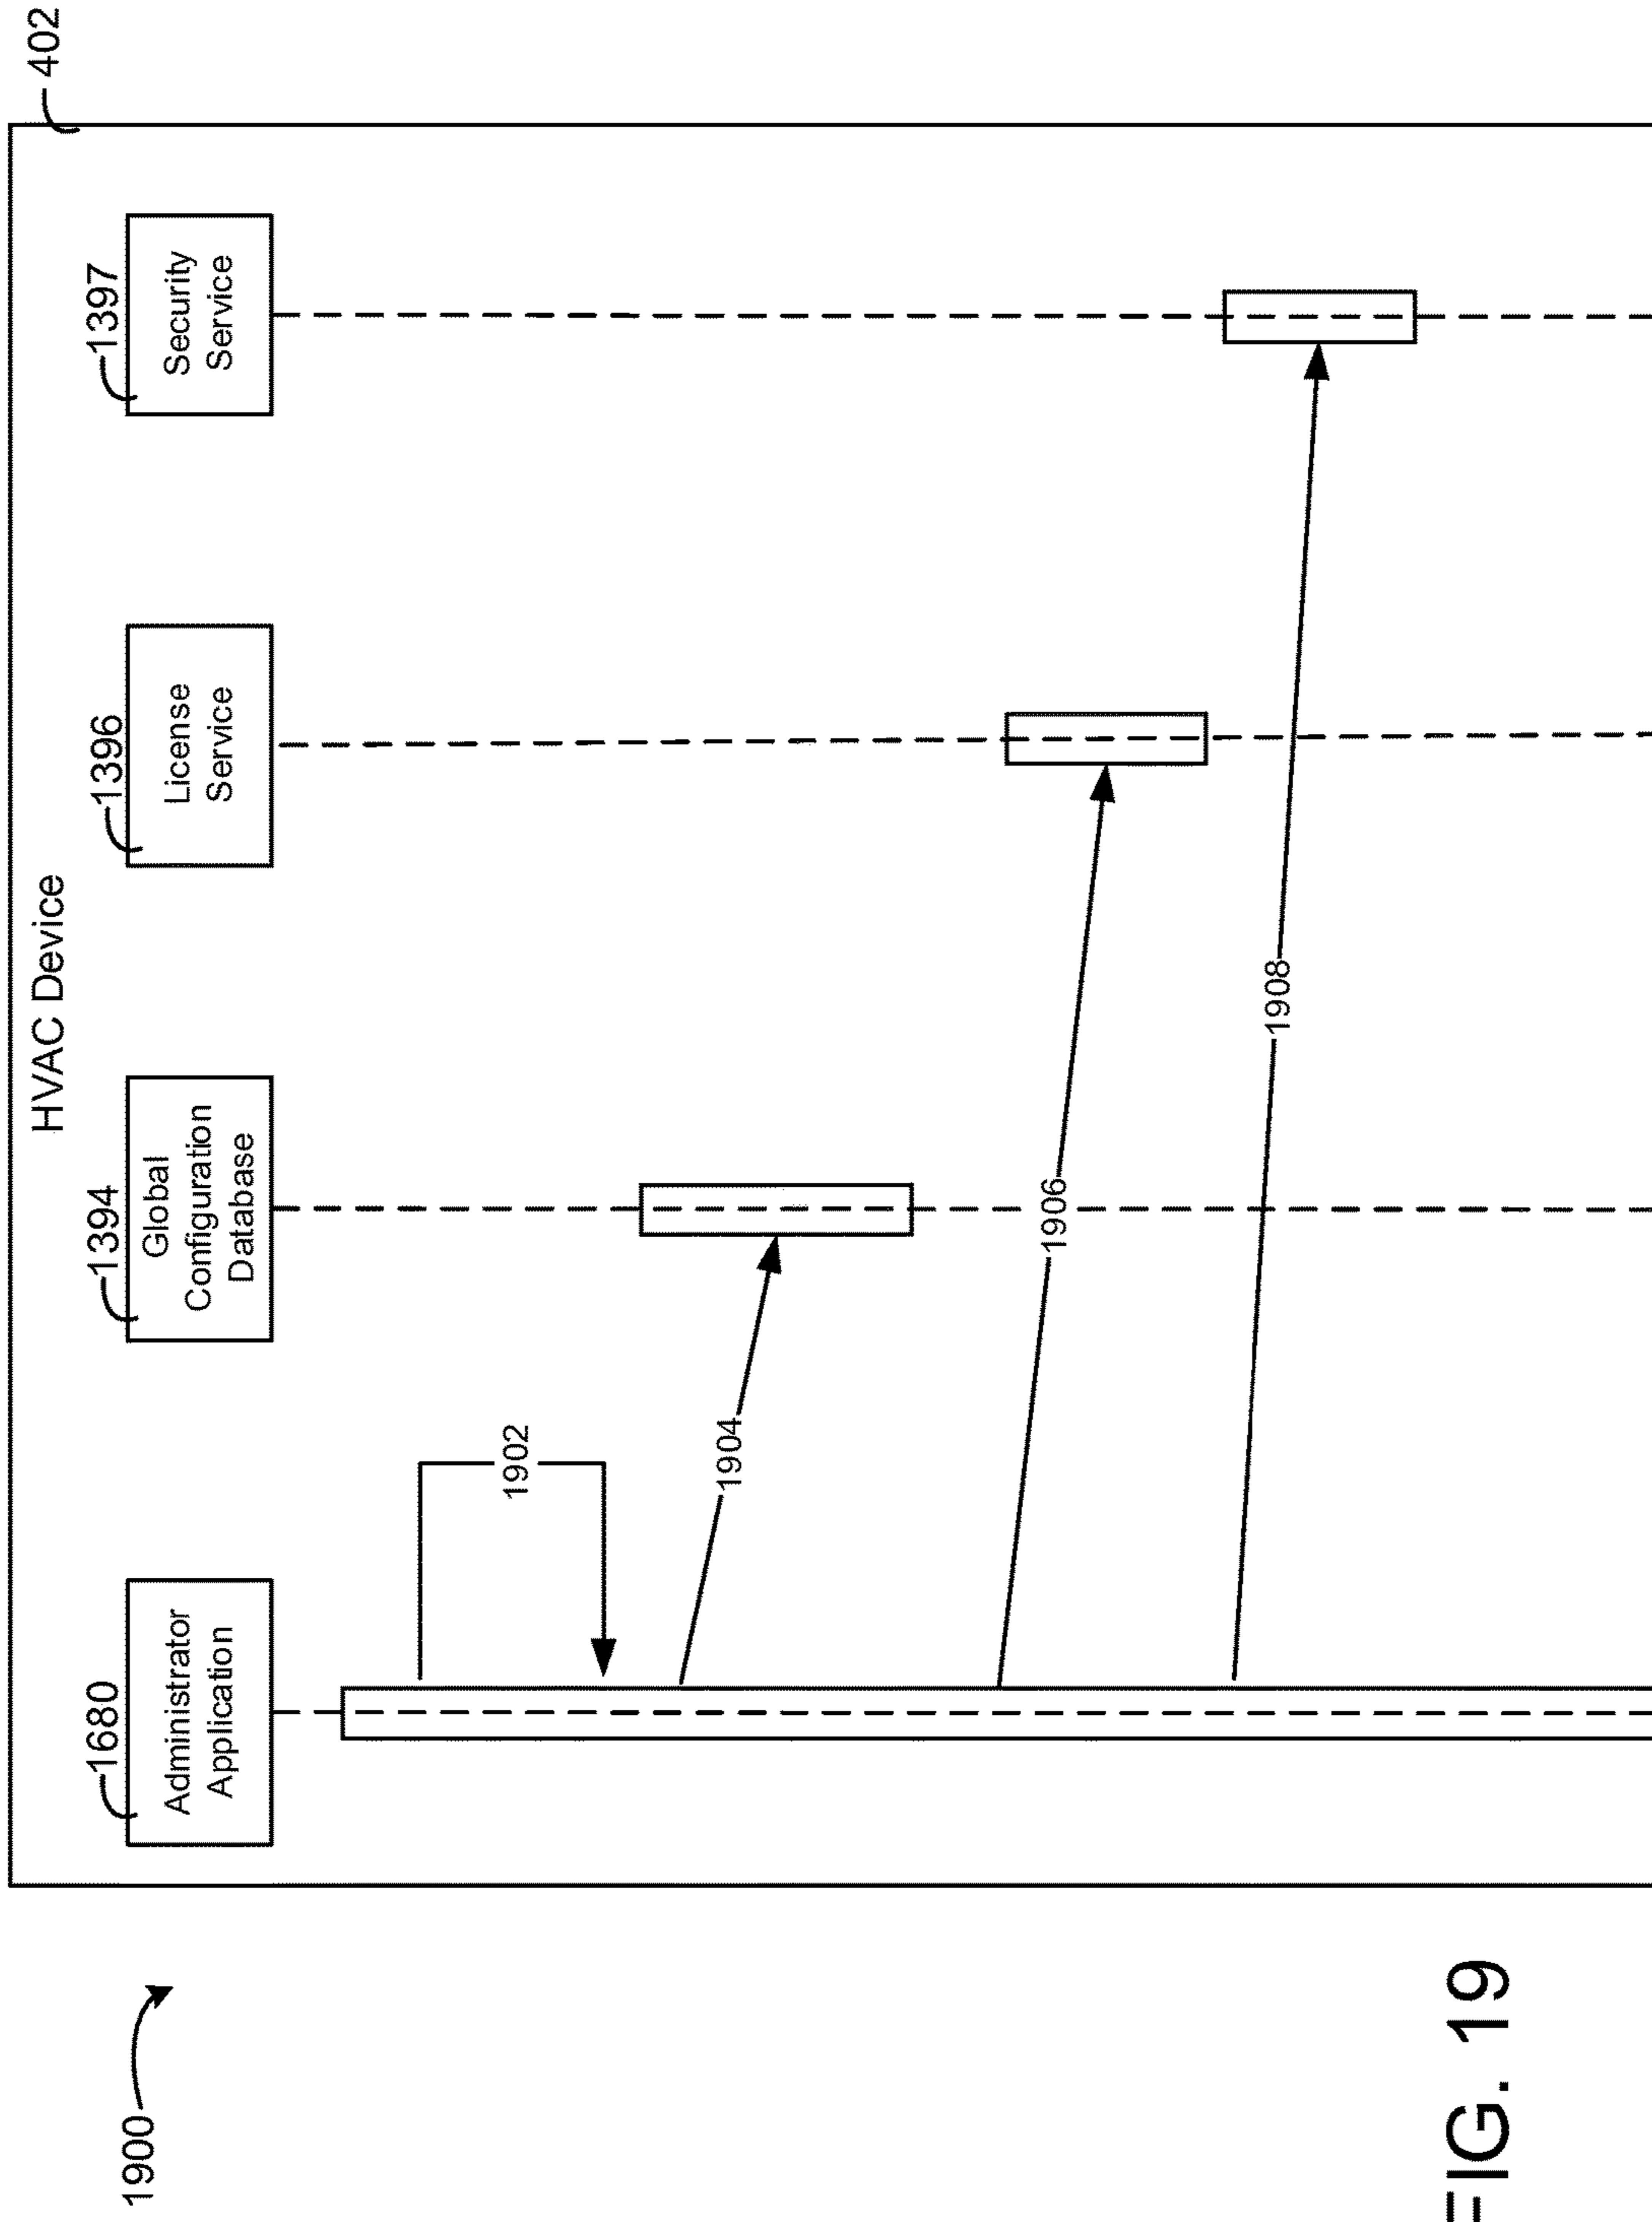 1900
HVAC Device
402
1680
Administrator
Application
1394
Global
Configuration
Database
1396
License
Service
1397
Security
Service
1902
1904
1906
1908
FIG. 19